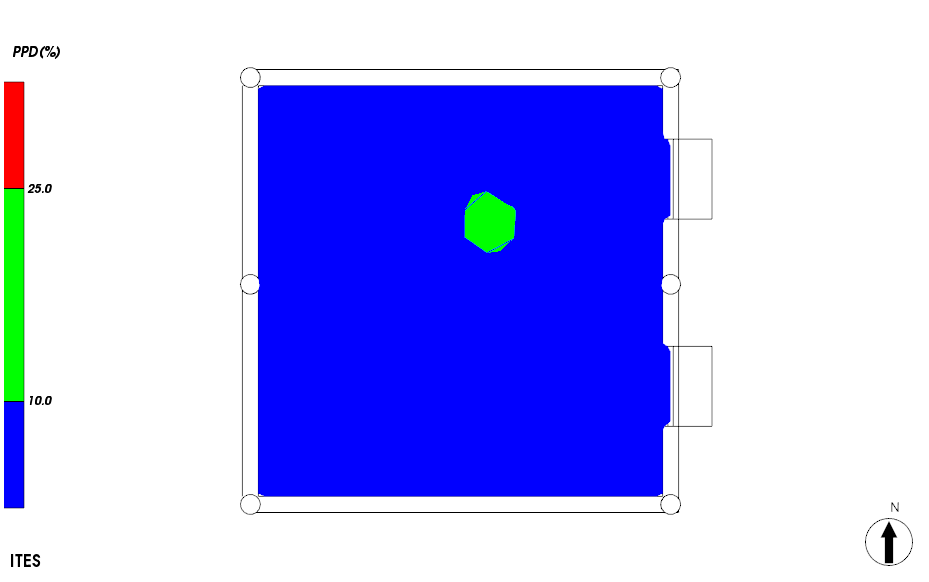 PPD(%)
25.0
10.0
N
ITES